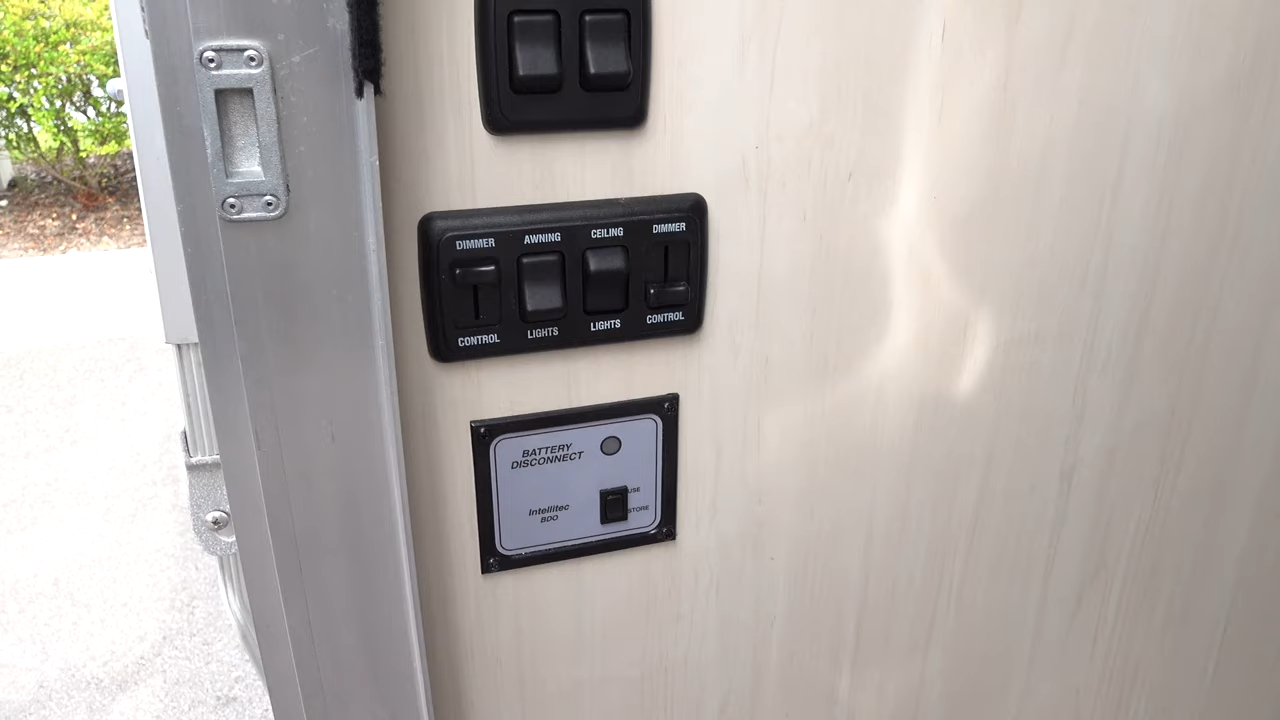 DIMMER AWNING CEILING DIMMER
CONTROL LIGHTS LIGHTS CONTROL
BATTERY
DISCONNECT
USE
Intellitec
BDO
STORE